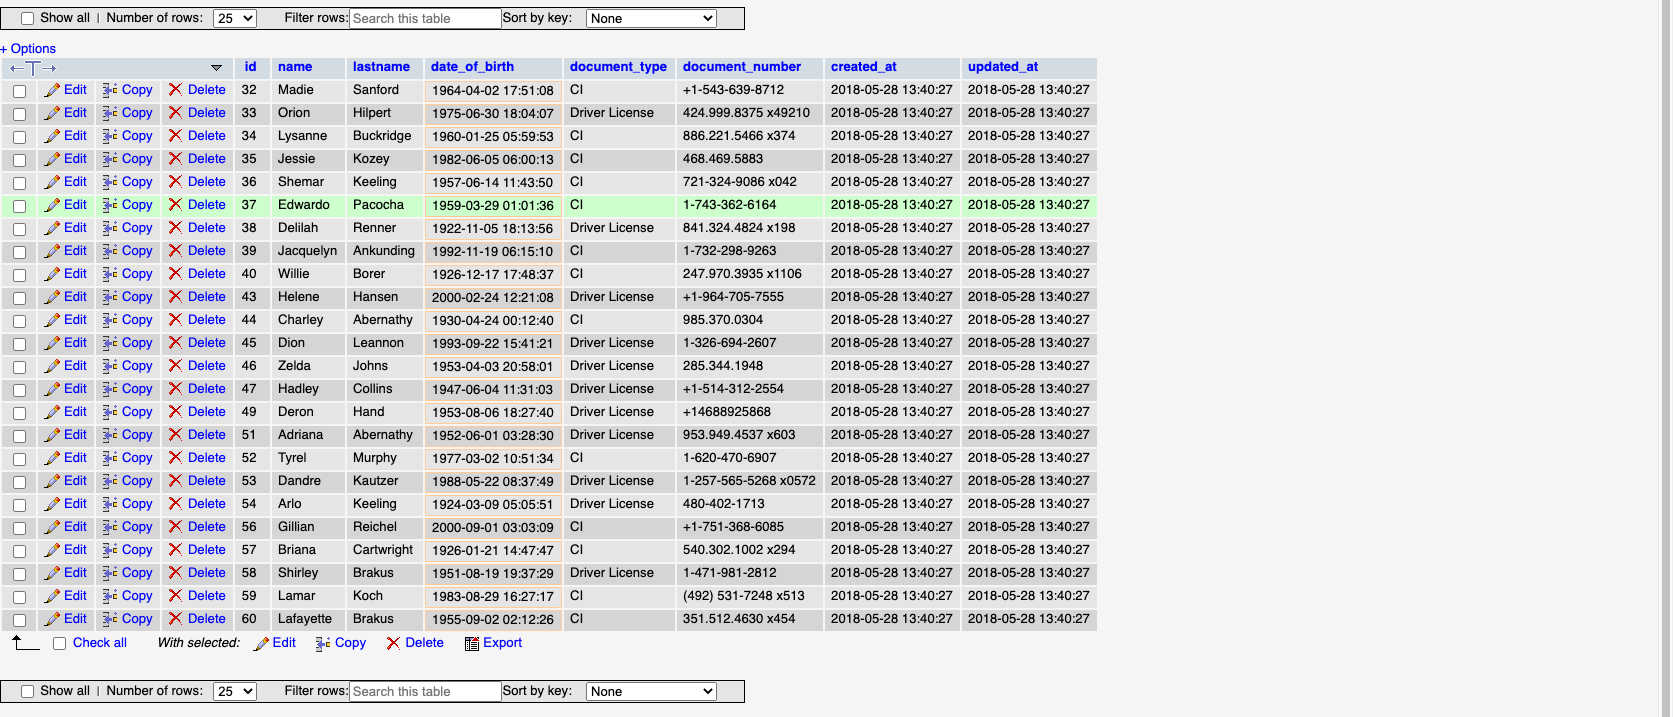 Show all | Number of rows: 25 Filter rows: Search this table Sort by key: None
+ Options
←T→ id name lastname date_of_birth document_type document_number created_at updated_at
Edit Copy Delete 32 Madie Sanford 1964-04-02 17:51:08 CI +1-543-639-8712 2018-05-28 13:40:27 2018-05-28 13:40:27
Edit Copy Delete 33 Orion Hilpert 1975-06-30 18:04:07 Driver License 424.999.8375 x49210 2018-05-28 13:40:27 2018-05-28 13:40:27
Edit Copy Delete 34 Lysanne Buckridge 1960-01-25 05:59:53 CI 886.221.5466 x374 2018-05-28 13:40:27 2018-05-28 13:40:27
Edit Copy Delete 35 Jessie Kozey 1982-06-05 06:00:13 CI 468.469.5883 2018-05-28 13:40:27 2018-05-28 13:40:27
Edit Copy Delete 36 Shemar Keeling 1957-06-14 11:43:50 CI 721-324-9086 x042 2018-05-28 13:40:27 2018-05-28 13:40:27
Edit Copy Delete 37 Edwardo Pacocha 1959-03-29 01:01:36 CI 1-743-362-6164 2018-05-28 13:40:27 2018-05-28 13:40:27
Edit Copy Delete 38 Delilah Renner 1922-11-05 18:13:56 Driver License 841.324.4824 x198 2018-05-28 13:40:27 2018-05-28 13:40:27
Edit Copy Delete 39 Jacquelyn Ankunding 1992-11-19 06:15:10 CI 1-732-298-9263 2018-05-28 13:40:27 2018-05-28 13:40:27
Edit Copy Delete 40 Willie Borer 1926-12-17 17:48:37 CI 247.970.3935 x1106 2018-05-28 13:40:27 2018-05-28 13:40:27
Edit Copy Delete 43 Helene Hansen 2000-02-24 12:21:08 Driver License +1-964-705-7555 2018-05-28 13:40:27 2018-05-28 13:40:27
Edit Copy Delete 44 Charley Abernathy 1930-04-24 00:12:40 CI 985.370.0304 2018-05-28 13:40:27 2018-05-28 13:40:27
Edit Copy Delete 45 Dion Leannon 1993-09-22 15:41:21 Driver License 1-326-694-2607 2018-05-28 13:40:27 2018-05-28 13:40:27
Edit Copy Delete 46 Zelda Johns 1953-04-03 20:58:01 Driver License 285.344.1948 2018-05-28 13:40:27 2018-05-28 13:40:27
Edit Copy Delete 47 Hadley Collins 1947-06-04 11:31:03 Driver License +1-514-312-2554 2018-05-28 13:40:27 2018-05-28 13:40:27
Edit Copy Delete 49 Deron Hand 1953-08-06 18:27:40 Driver License +14688925868 2018-05-28 13:40:27 2018-05-28 13:40:27
Edit Copy Delete 51 Adriana Abernathy 1952-06-01 03:28:30 Driver License 953.949.4537 x603 2018-05-28 13:40:27 2018-05-28 13:40:27
Edit Copy Delete 52 Tyrel Murphy 1977-03-02 10:51:34 CI 1-620-470-6907 2018-05-28 13:40:27 2018-05-28 13:40:27
Edit Copy Delete 53 Dandre Kautzer 1988-05-22 08:37:49 Driver License 1-257-565-5268 x0572 2018-05-28 13:40:27 2018-05-28 13:40:27
Edit Copy Delete 54 Arlo Keeling 1924-03-09 05:05:51 Driver License 480-402-1713 2018-05-28 13:40:27 2018-05-28 13:40:27
Edit Copy Delete 56 Gillian Reichel 2000-09-01 03:03:09 CI +1-751-368-6085 2018-05-28 13:40:27 2018-05-28 13:40:27
Edit Copy Delete 57 Briana Cartwright 1926-01-21 14:47:47 CI 540.302.1002 x294 2018-05-28 13:40:27 2018-05-28 13:40:27
Edit Copy Delete 58 Shirley Brakus 1951-08-19 19:37:29 Driver License 1-471-981-2812 2018-05-28 13:40:27 2018-05-28 13:40:27
Edit Copy Delete 59 Lamar Koch 1983-08-29 16:27:17 CI (492) 531-7248 x513 2018-05-28 13:40:27 2018-05-28 13:40:27
Edit Copy Delete 60 Lafayette Brakus 1955-09-02 02:12:26 CI 351.512.4630 x454 2018-05-28 13:40:27 2018-05-28 13:40:27
Check all With selected: Edit Copy Delete Export
Show all | Number of rows: 25 Filter rows: Search this table Sort by key: None